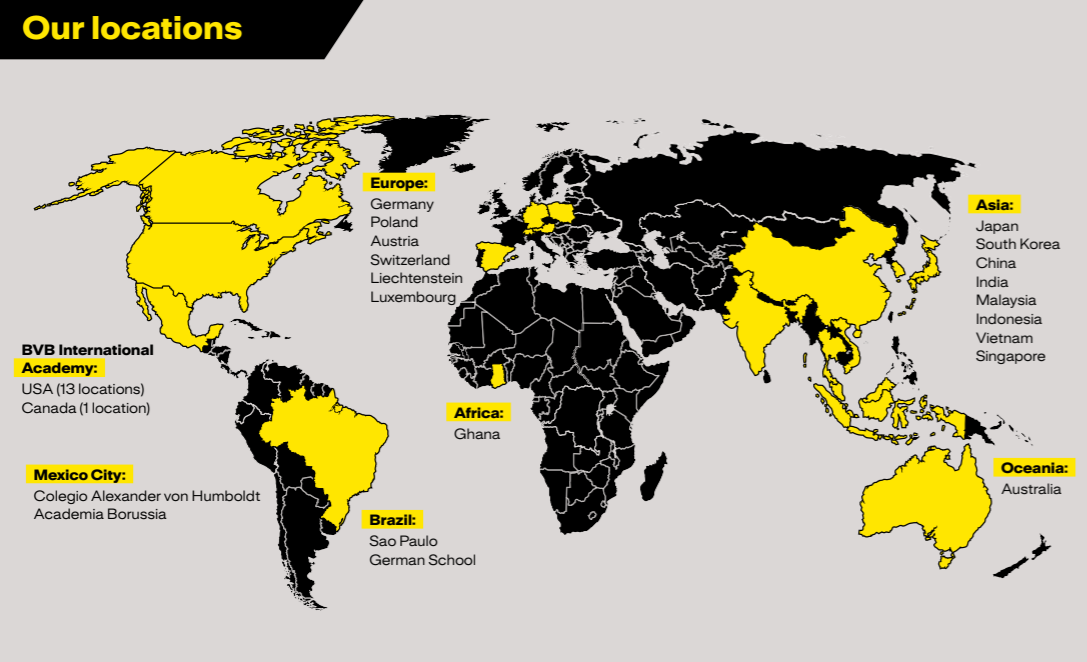 Our locations
Europe:
Germany
Poland
Austria
Switzerland
Liechtenstein
Luxembourg
Asia:
Japan
South Korea
China
India
Malaysia
Indonesia
Vietnam
Singapore
BVB International
Academy:
USA (13 locations)
Canada (1 location)
Africa:
Ghana
Mexico City:
Colegio Alexander von Humboldt
Academia Borussia
Oceania:
Australia
Brazil:
Sao Paulo
German School